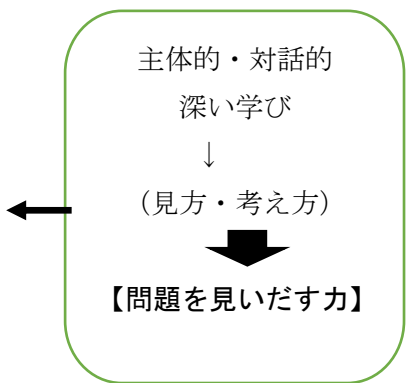 主体的・対話的
深い学び
↓
（見方・考え方）
【問題を見いだす力】